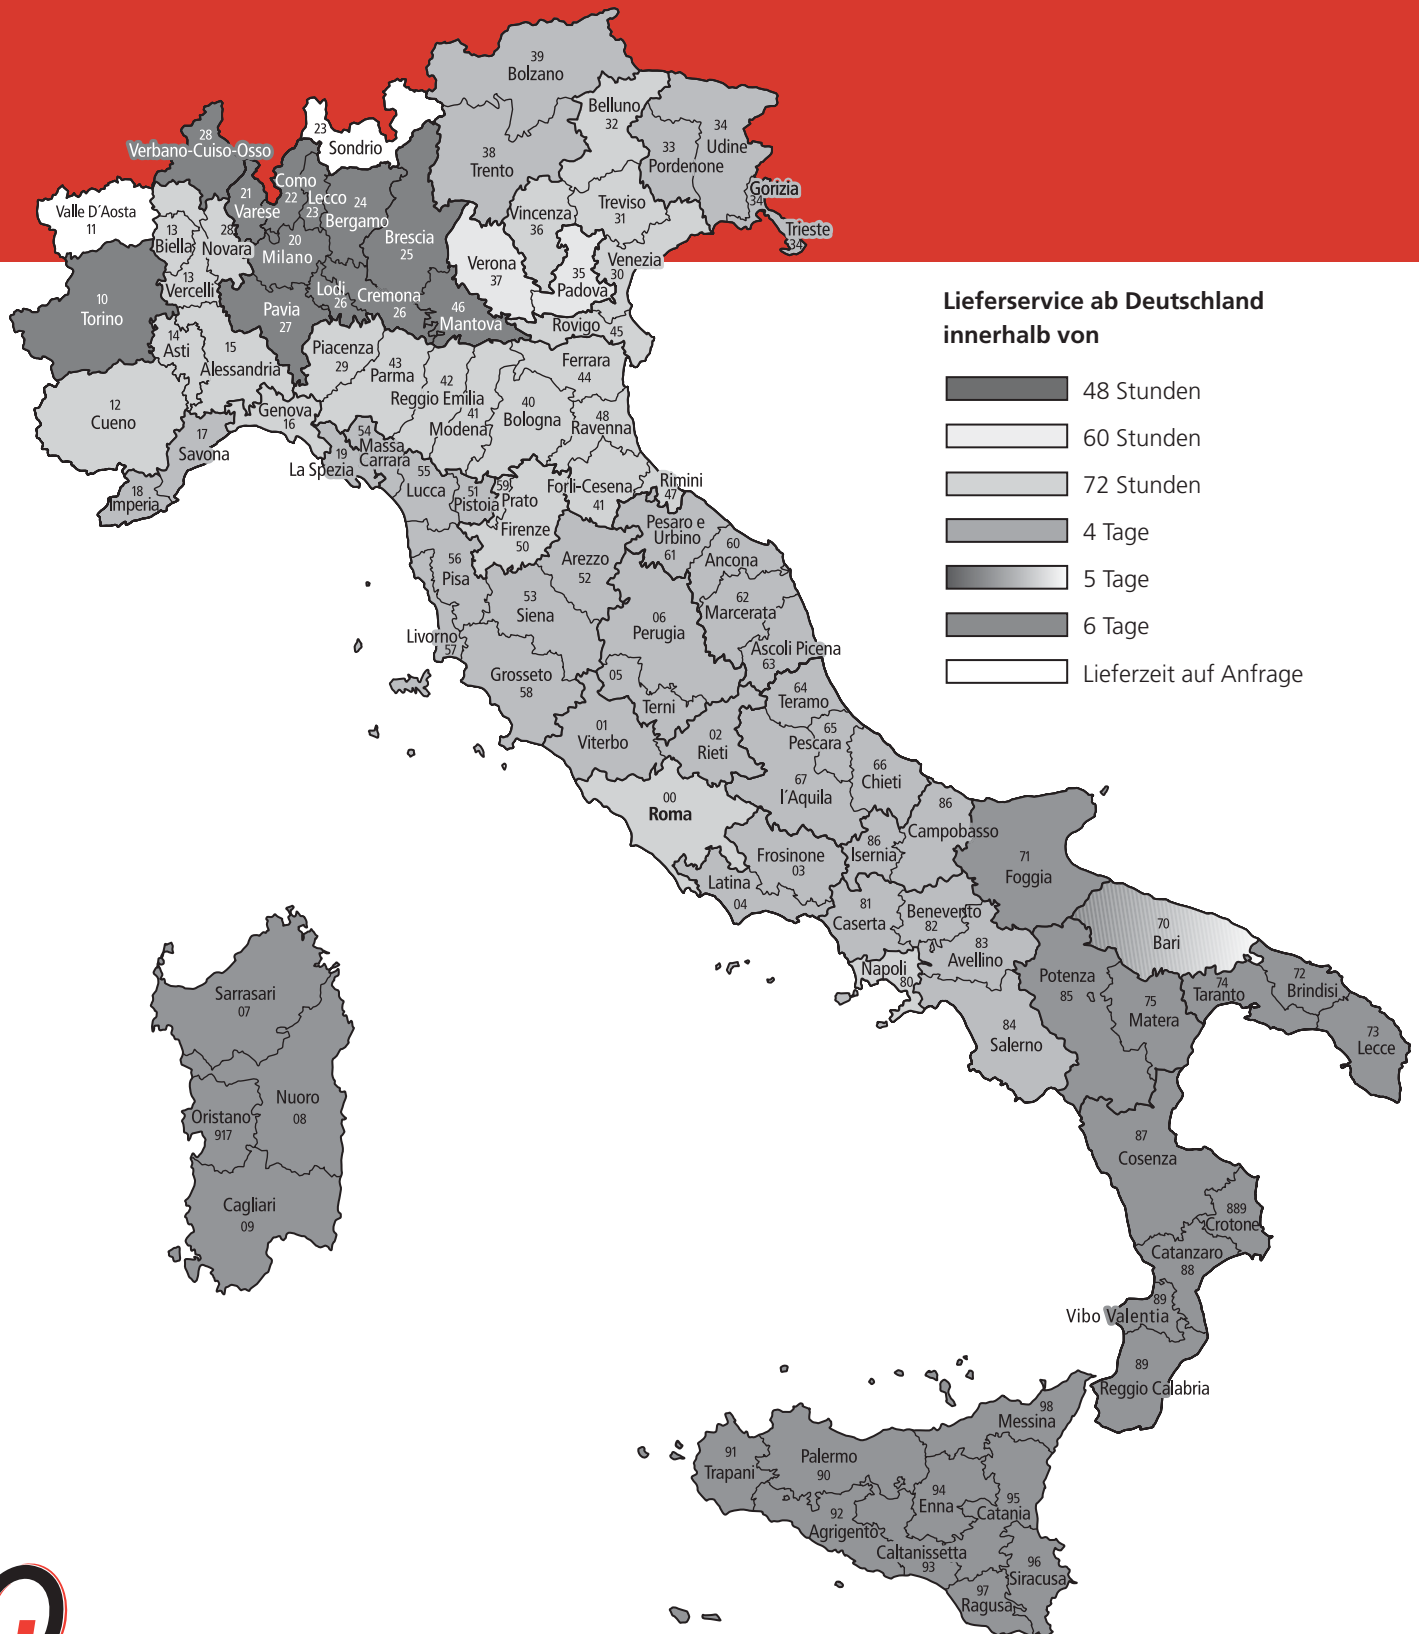 39
Bolzano
Belluno
32
34
Udine
33
Pordenone
38
Trento
Gorizia
34
Trieste
34
23
Sondrio
28
Verbano-Cuiso-Osso
Valle D´Aosta
11
21
Varese
Como
22
Lecco
23
24
Bergamo
Brescia
25
20
Milano
13
Biella
28
Novara
13
Vercelli
Vincenza
36
Treviso
31
Verona
37
35
Padova
Venezia
30
Rovigo
45
10
Torino
Pavia
27
Lodi
26
Cremona
26
46
Mantova
14
Asti
15
Alessandria
Piacenza
29
43
Parma
42
Reggio Emilia
41
Modena
Ferrara
44
40
Bologna
48
Ravenna
12
Cueno
Genova
16
17
Savona
18
Imperia
19
La Spezia
54
Massa
Carrara
55
Lucca
51
Pistoia
59
Prato
Firenze
50
Forli-Cesena
41
Rimini
47
Pesaro e
Urbino
61
60
Ancona
Arezzo
52
56
Pisa
53
Siena
62
Marcerata
06
Perugia
Livorno
57
Ascoli Picena
63
Grosseto
58
05
Terni
64
Teramo
01
Viterbo
02
Rieti
65
Pescara
66
Chieti
67
l´Aquila
00
Roma
86
Campobasso
86
Isernia
Frosinone
03
Latina
04
71
Foggia
81
Caserta
Benevento
82
83
Avellino
70
Bari
Napoli
80
Potenza
85
75
Matera
74
Taranto
72
Brindisi
73
Lecce
84
Salerno
Sarrasari
07
Nuoro
08
Oristano
917
Cagliari
09
87
Cosenza
889
Crotone
Catanzaro
88
89
Vibo Valentia
89
Reggio Calabria
98
Messina
91
Trapani
Palermo
90
94
Enna
95
Catania
92
Agrigento
Caltanissetta
93
96
Siracusa
97
Ragusa
Lieferservice ab Deutschland
innerhalb von
48 Stunden
60 Stunden
72 Stunden
4 Tage
5 Tage
6 Tage
Lieferzeit auf Anfrage